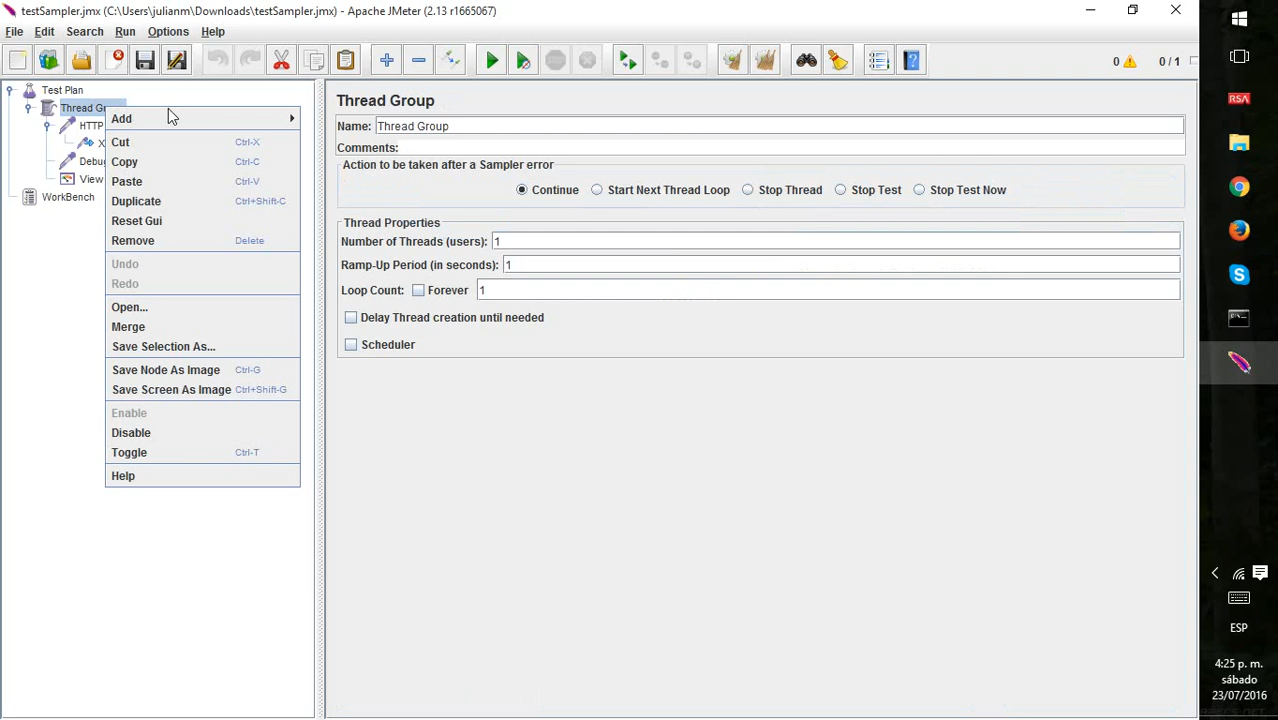 testSampler.jmx (C:\Users\julianm\Downloads\testSampler.jmx) - Apache JMeter (2.13 r1665067)
File Edit Search Run Options Help
0 0 / 1
Test Plan
Thread Gr
HTTP
X
Debu
View
WorkBench
Add
Cut Ctrl-X
Copy Ctrl-C
Paste Ctrl-V
Duplicate Ctrl+Shift-C
Reset Gui
Remove Delete
Undo
Redo
Open...
Merge
Save Selection As...
Save Node As Image Ctrl-G
Save Screen As Image Ctrl+Shift-G
Enable
Disable
Toggle Ctrl-T
Help
Thread Group
Name: Thread Group
Comments:
Action to be taken after a Sampler error
Continue Start Next Thread Loop Stop Thread Stop Test Stop Test Now
Thread Properties
Number of Threads (users): 1
Ramp-Up Period (in seconds): 1
Loop Count: Forever 1
Delay Thread creation until needed
Scheduler
RSA
ESP
4:25 p. m.
sábado
23/07/2016